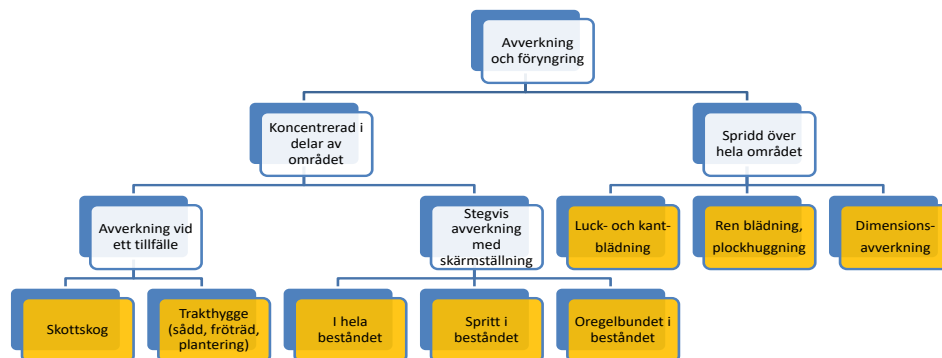 Avverkning
och föryngring
Koncentrerad i
delar av
området
Spridd över
hela området
Avverkning vid
ett tillfälle
Stegvis
avverkning
med
skärmställning
Luck- och kant-
blädning
Ren blädning,
plockhuggning
Dimensions-
avverkning
Skottskog
Trakthygge
(sådd, fröträd,
plantering)
I hela
beståndet
Spritt i
beståndet
Oregelbundet i
beståndet